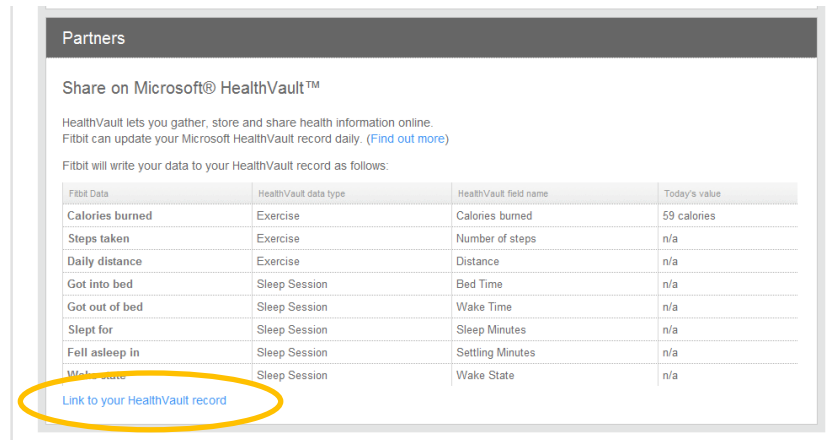 Partners
Share on Microsoft® HealthVault™
HealthVault lets you gather, store and share health information online.
Fitbit can update your Microsoft HealthVault record daily. (Find out more)
Fitbit will write your data to your HealthVault record as follows:
Fitbit Data HealthVault data type HealthVault field name Today's value
Calories burned Exercise Calories burned 59 calories
Steps taken Exercise Number of steps n/a
Daily distance Exercise Distance n/a
Got into bed Sleep Session Bed Time n/a
Got out of bed Sleep Session Wake Time n/a
Slept for Sleep Session Sleep Minutes n/a
Fell asleep in Sleep Session Settling Minutes n/a
Wake state Sleep Session Wake State n/a
Link to your HealthVault record